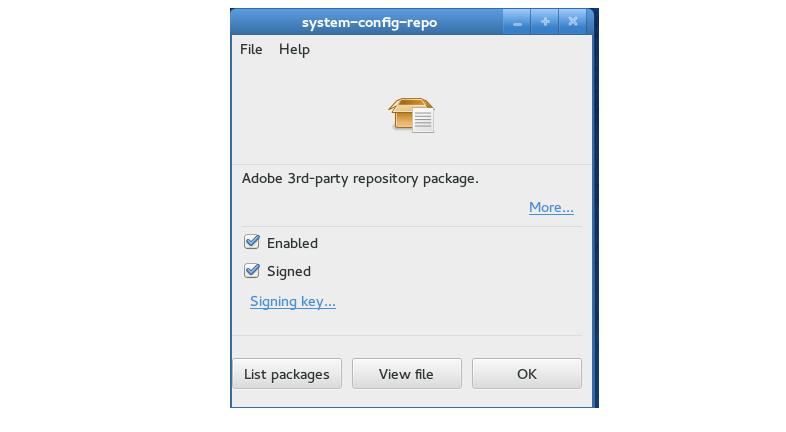 system-config-repo
File Help
Adobe 3rd-party repository package.
More...
Enabled
Signed
Signing key...
List packages View file OK